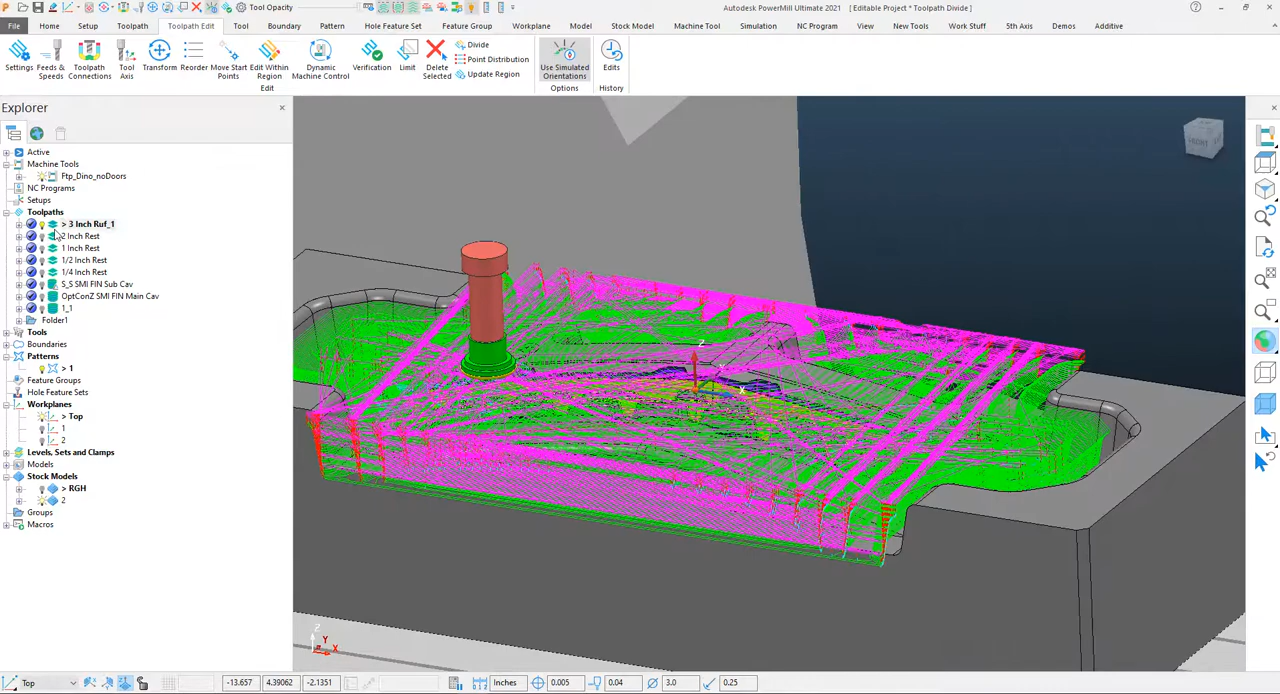 Tool Opacity
Autodesk PowerMill Ultimate 2021 [ Editable Project * Toolpath Divide ]
File Home Toolpath Setup Toolpath Edit Tool Boundary Pattern Hole Feature Set Feature Group Workplane Model Stock Model Machine Tool Simulation NC Program View New Tools Work Stuff 5th Axis Demos Additive
Divide
Point Distribution
Update Region
Settings Feeds & Speeds Toolpath Connections Tool Axis Transform Reorder Move Start Points Edit Within Region Dynamic Machine Control Verification Limit Delete Selected Use Simulated Orientations Edits
Edit Options History
Explorer
Active
Machine Tools
Ftp_Dino_noDoors
NC Programs
Setups
Toolpaths
> 3 Inch Ruf_1
2 Inch Rest
1 Inch Rest
1/2 Inch Rest
1/4 Inch Rest
S_S SMI FIN Sub Cav
OptConZ SMI FIN Main Cav
1_1
Folder1
Tools
Boundaries
Patterns
> 1
Feature Groups
Hole Feature Sets
Workplanes
> Top
1
2
Levels, Sets and Clamps
Models
Stock Models
> RGH
2
Groups
Macros
FRONT
Z
X
Z
Y
X
Top -13.657 4.39062 -2.1351 Inches 0.005 0.04 3.0 0.25